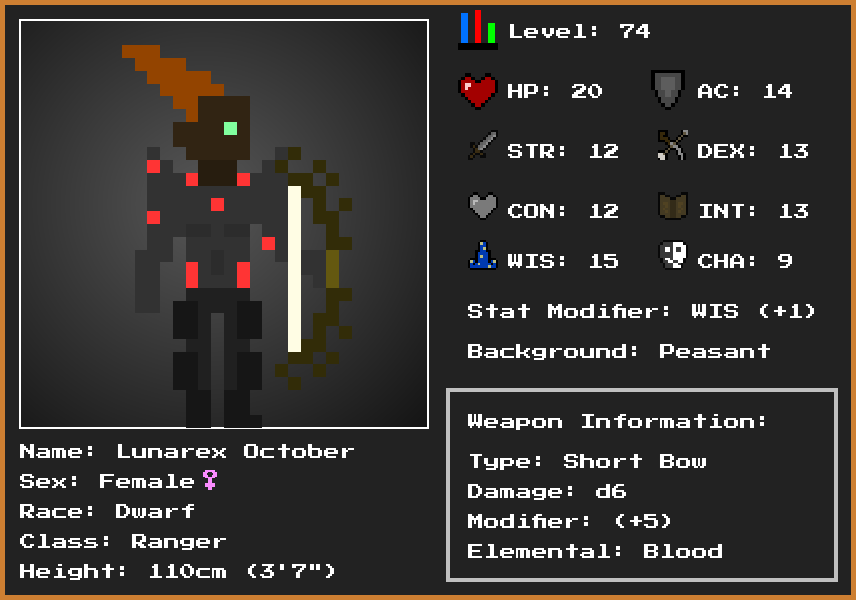 Level: 74
HP: 20 AC: 14
STR: 12 DEX: 13
CON: 12 INT: 13
WIS: 15 CHA: 9
Stat Modifier: WIS (+1)
Background: Peasant
Weapon Information:
Type: Short Bow
Damage: d6
Modifier: (+5)
Elemental: Blood
Name: Lunarex October
Sex: Female♀
Race: Dwarf
Class: Ranger
Height: 110cm (3'7")